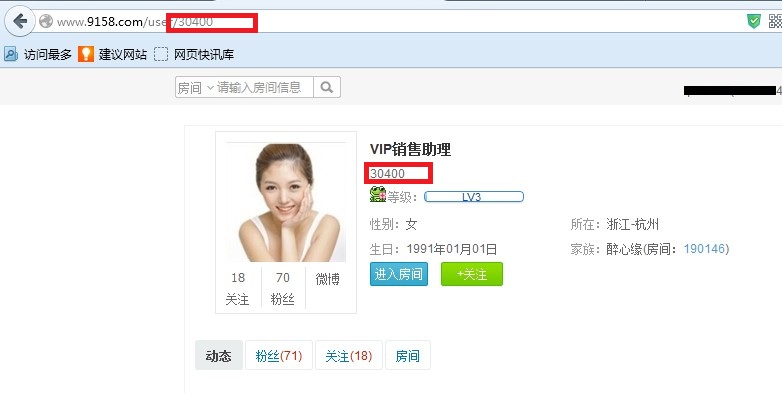 www.9158.com/user/30400
访问最多 建议网站 网页快讯库
房间 请输入房间信息
4
VIP销售助理
30400
等级： LV3
性别：女 所在：浙江-杭州
生日：1991年01月01日 家族：醉心缘(房间：190146)
进入房间 +关注
18 70 微博
关注 粉丝
动态 粉丝(71) 关注(18) 房间